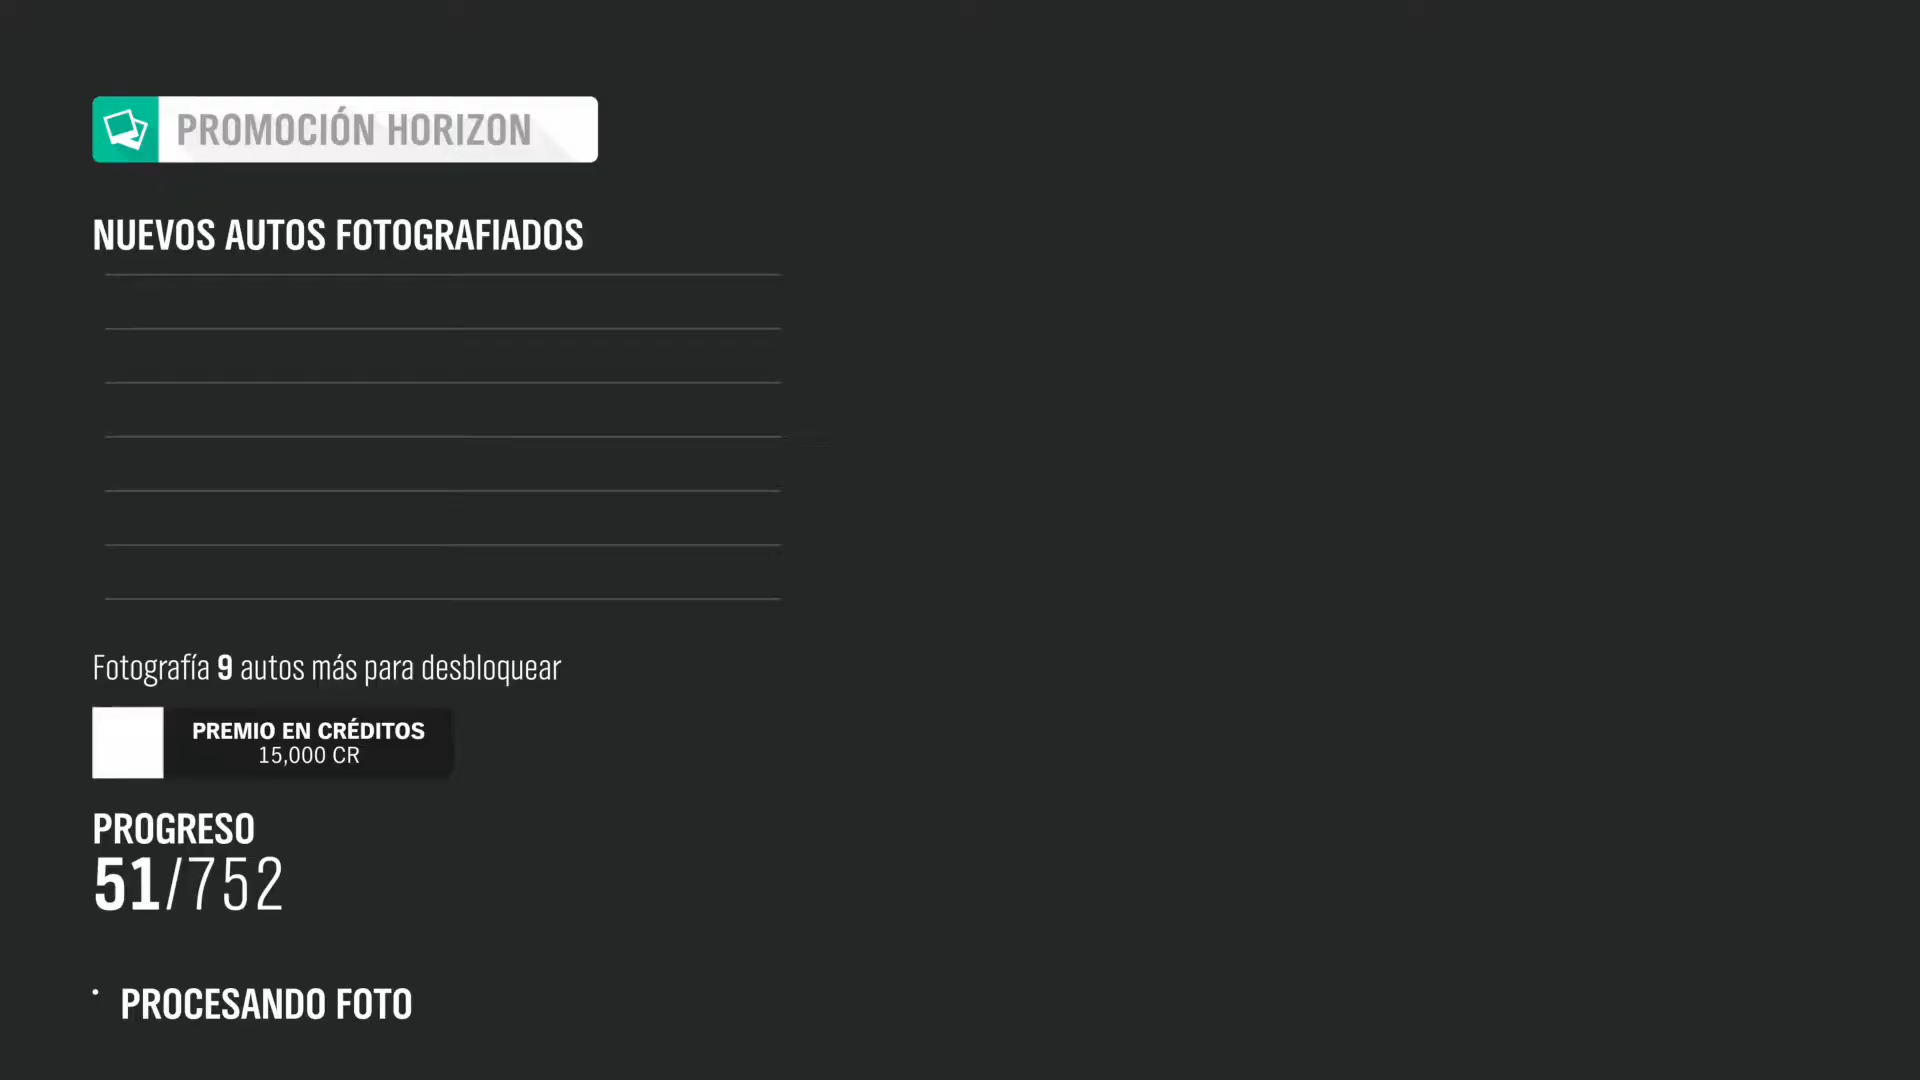 PROMOCIÓN HORIZON
NUEVOS AUTOS FOTOGRAFIADOS
Fotografía 9 autos más para desbloquear
PREMIO EN CRÉDITOS
15,000 CR
PROGRESO
51/752
PROCESANDO FOTO